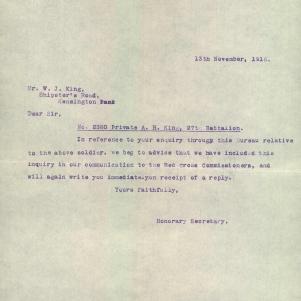 13th November, 1916.
Mr. W. J. King,
Shipster's Road,
Kensington
Dear Sir,
No. 2380 Private A. R. King, 27th Battalion.
In reference to your enquiry through this Bureau relative
to the above soldier, we beg to advise that we have included this
inquiry in our communication to the Red Cross Commissioners, and
will again write you immediate.upon receipt of a reply.
Yours faithfully,
Honorary Secretary.